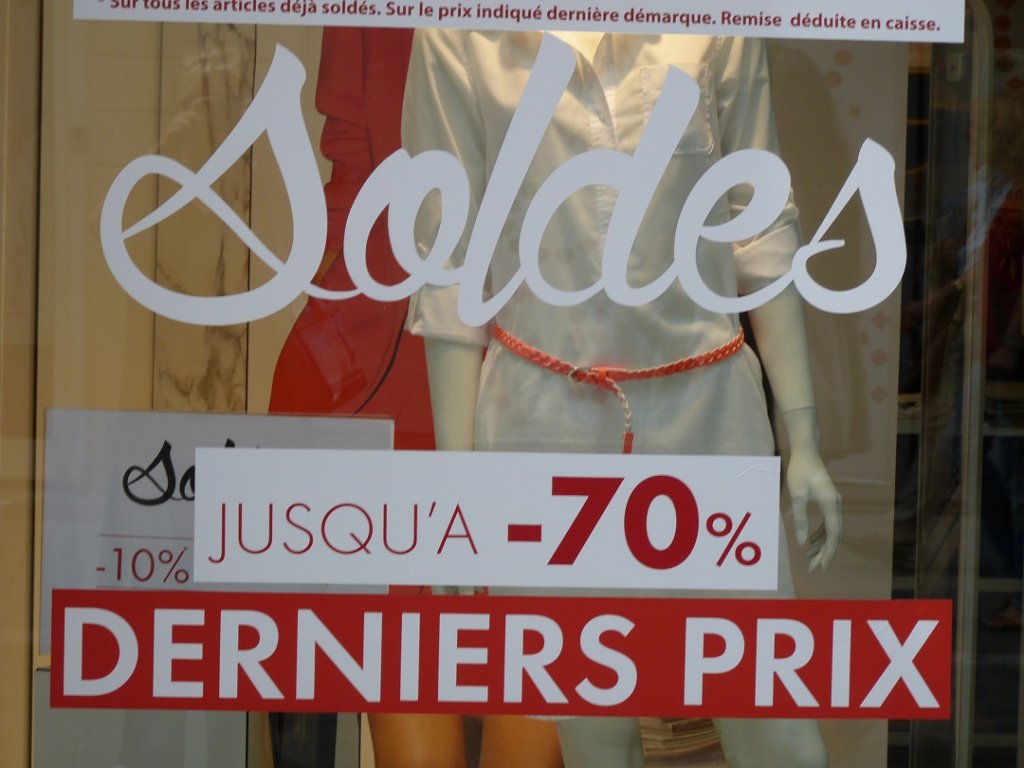 * Sur tous les articles déjà soldés. Sur le prix indiqué dernière démarque. Remise déduite en caisse.
Soldes
JUSQU'A -70%
-10%
DERNIERS PRIX